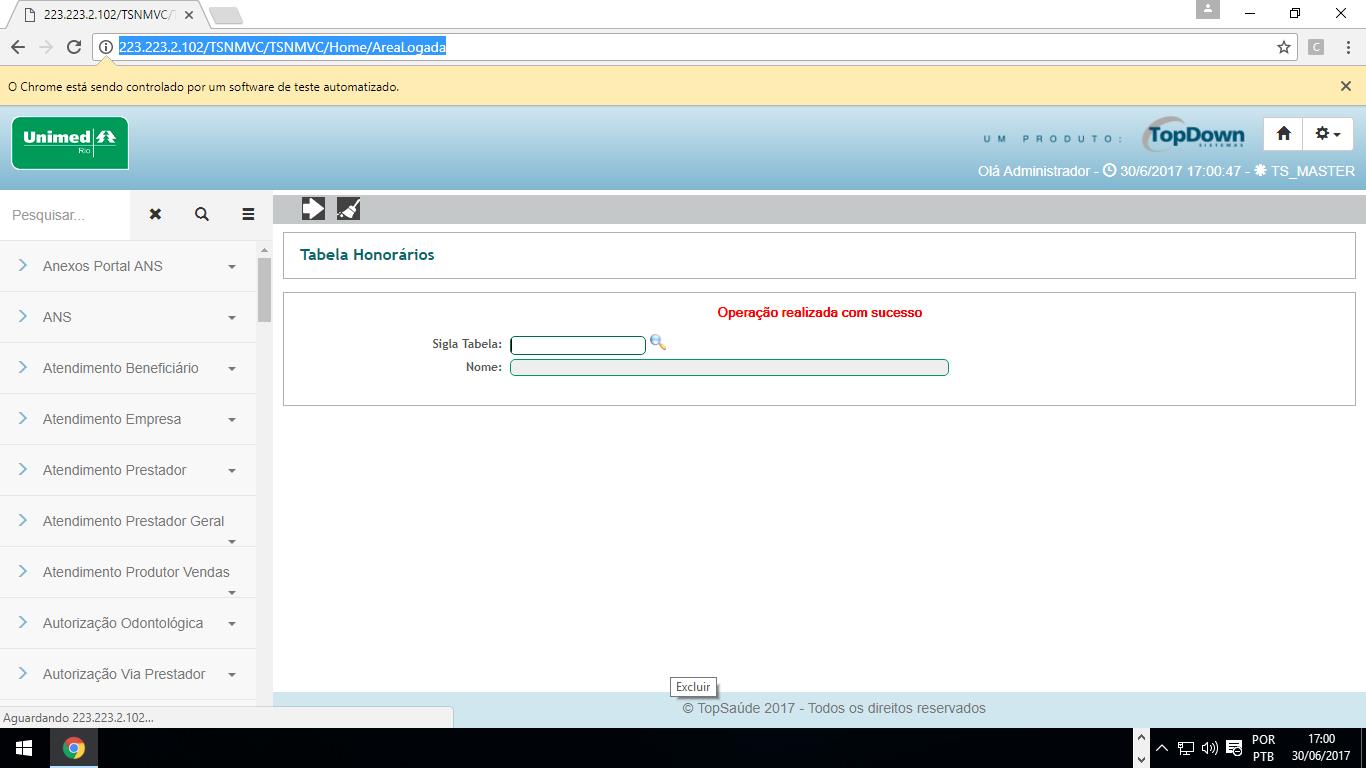 223.223.2.102/TSNMVC/T
223.223.2.102/TSNMVC/TSNMVC/Home/AreaLogada
C
O Chrome está sendo controlado por um software de teste automatizado.
Unimed
Rio
UM PRODUTO:
TopDown
SISTEMAS
Olá Administrador - 30/6/2017 17:00:47 - TS_MASTER
Pesquisar...
Tabela Honorários
Anexos Portal ANS
ANS
Atendimento Beneficiário
Atendimento Empresa
Atendimento Prestador
Atendimento Prestador Geral
Atendimento Produtor Vendas
Autorização Odontológica
Autorização Via Prestador
Operação realizada com sucesso
Sigla Tabela:
Nome:
Excluir
© TopSaúde 2017 - Todos os direitos reservados
Aguardando 223.223.2.102...
POR
PTB
17:00
30/06/2017